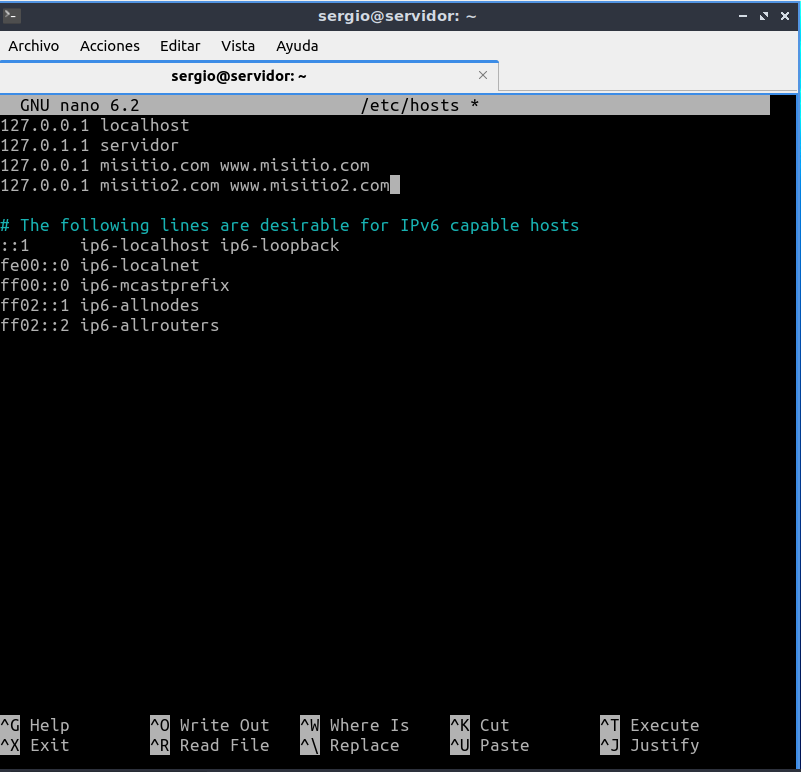 sergio@servidor: ~
Archivo Acciones Editar Vista Ayuda
sergio@servidor: ~
GNU nano 6.2 /etc/hosts *
127.0.0.1 localhost
127.0.1.1 servidor
127.0.0.1 misitio.com www.misitio.com
127.0.0.1 misitio2.com www.misitio2.com
# The following lines are desirable for IPv6 capable hosts
::1     ip6-localhost ip6-loopback
fe00::0 ip6-localnet
ff00::0 ip6-mcastprefix
ff02::1 ip6-allnodes
ff02::2 ip6-allrouters
^G Help ^O Write Out ^W Where Is ^K Cut ^T Execute
^X Exit ^R Read File ^\ Replace ^U Paste ^J Justify